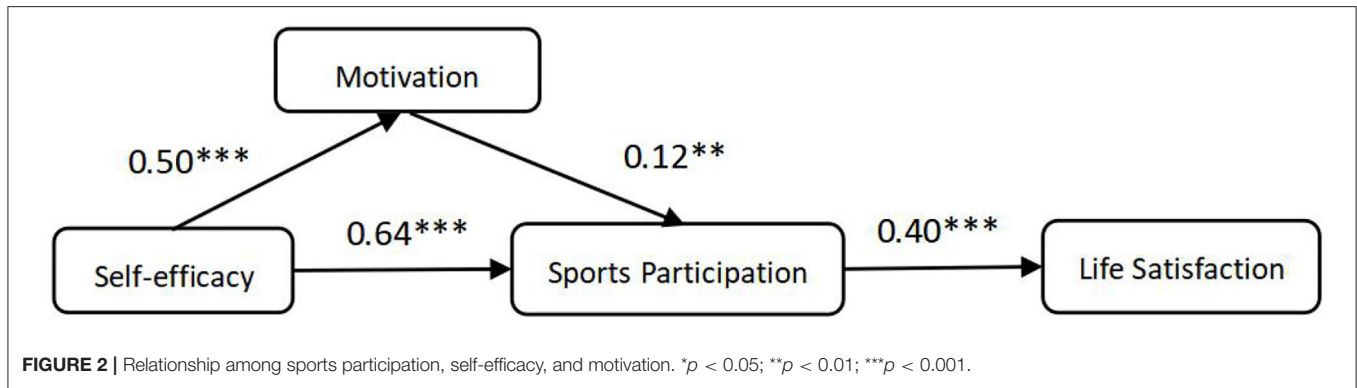 Motivation
0.50***
0.12**
0.64***
0.40***
Self-efficacy
Sports Participation
Life Satisfaction
FIGURE 2 | Relationship among sports participation, self-efficacy, and motivation. *p < 0.05; **p < 0.01; ***p < 0.001.